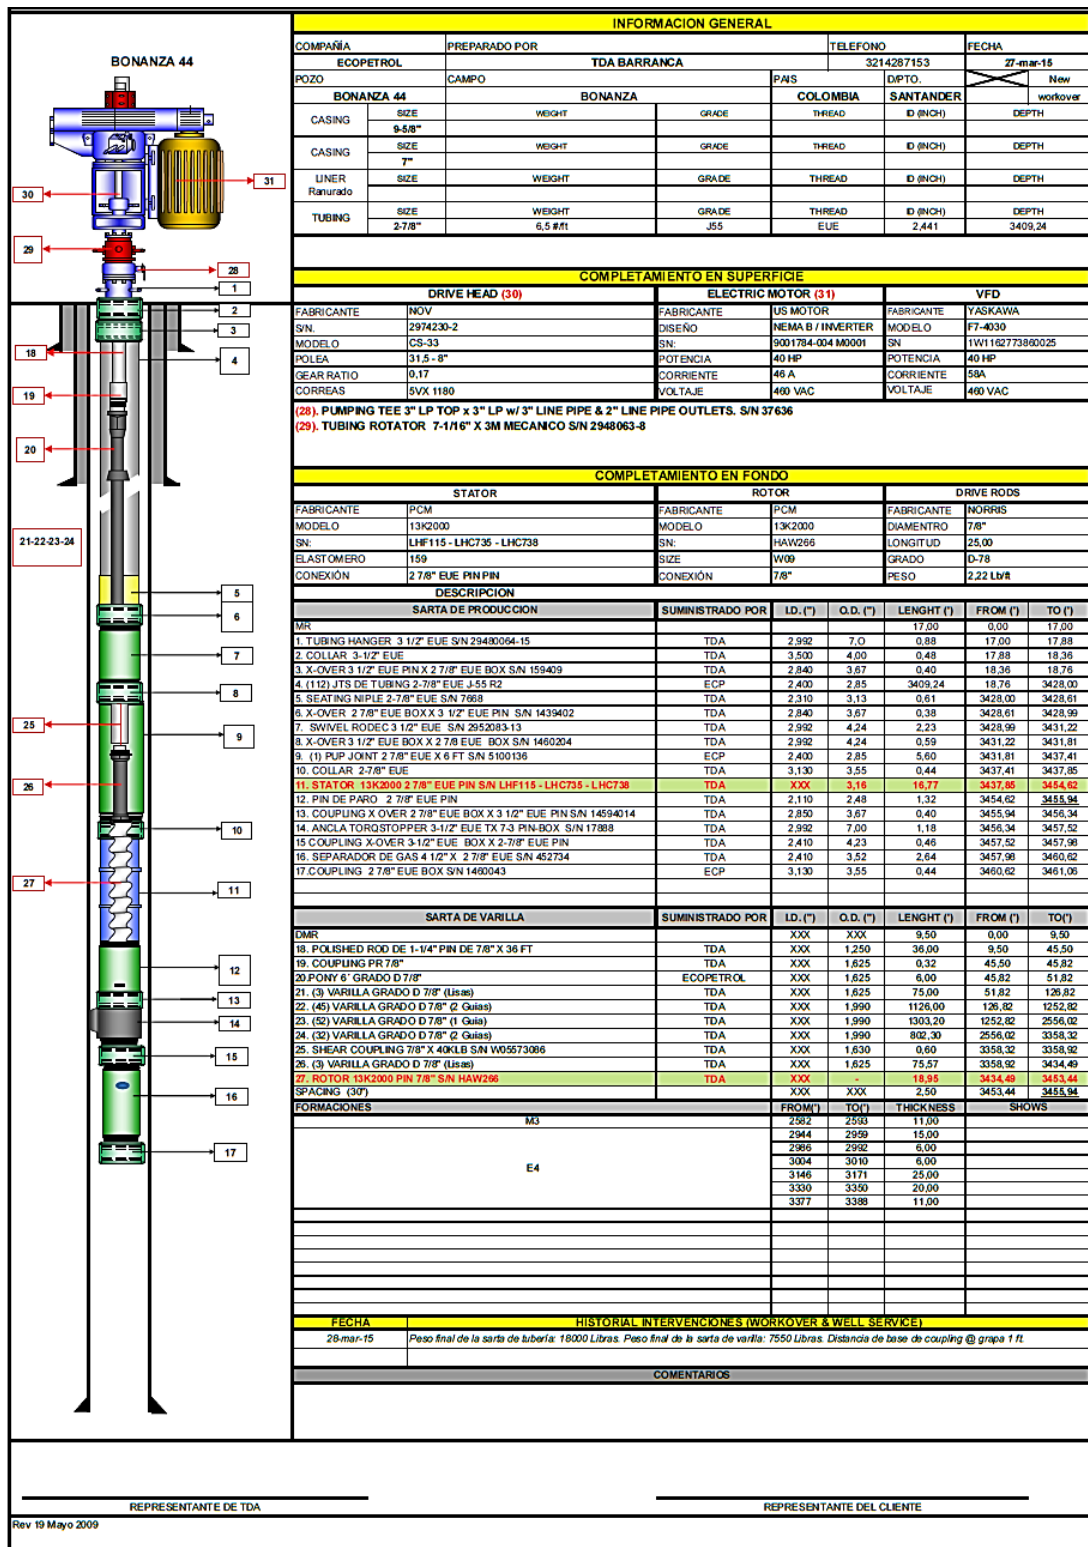 BONANZA 44
30
31
29
28
1
2
3
18
4
19
20
21-22-23-24
5
6
7
8
25
9
26
10
27
11
12
13
14
15
16
17
INFORMACION GENERAL
COMPAÑÍA PREPARADO POR TELEFONO FECHA
ECOPETROL TDA BARRANCA 3214287153 27-mar-15
POZO CAMPO PAIS D/PTO. New
BONANZA 44 BONANZA COLOMBIA SANTANDER workover
CASING SIZE WEIGHT GRADE THREAD ID (INCH) DEPTH
9-5/8"
CASING SIZE WEIGHT GRADE THREAD ID (INCH) DEPTH
7"
LINER Ranurado SIZE WEIGHT GRADE THREAD ID (INCH) DEPTH
TUBING SIZE WEIGHT GRADE THREAD ID (INCH) DEPTH
2-7/8" 6,5 #/ft J55 EUE 2,441 3409,24
COMPLETAMIENTO EN SUPERFICIE
DRIVE HEAD (30) ELECTRIC MOTOR (31) VFD
FABRICANTE NOV FABRICANTE US MOTOR FABRICANTE YASKAWA
S/N. 2974230-2 DISEÑO NEMA B / INVERTER MODELO F7-4030
MODELO CS-33 SN: 9001784-004 M0001 SN 1W1162773860025
POLEA 31,5 - 8" POTENCIA 40 HP POTENCIA 40 HP
GEAR RATIO 0,17 CORRIENTE 46 A CORRIENTE 58A
CORREAS 5VX 1180 VOLTAJE 460 VAC VOLTAJE 460 VAC
(28). PUMPING TEE 3" LP TOP x 3" LP w/ 3" LINE PIPE & 2" LINE PIPE OUTLETS. S/N 37636
(29). TUBING ROTATOR 7-1/16" X 3M MECANICO S/N 2948063-8
COMPLETAMIENTO EN FONDO
STATOR ROTOR DRIVE RODS
FABRICANTE PCM FABRICANTE PCM FABRICANTE NORRIS
MODELO 13K2000 MODELO 13K2000 DIAMENTRO 7/8"
SN: LHF115 - LHC735 - LHC738 SN: HAW266 LONGITUD 25,00
ELASTOMERO 159 SIZE W09 GRADO D-78
CONEXIÓN 2 7/8" EUE PIN PIN CONEXIÓN 7/8" PESO 2,22 Lb/ft
DESCRIPCION
SARTA DE PRODUCCION SUMINISTRADO POR I.D. (") O.D. (") LENGHT (') FROM (') TO (')
MR 17,00 0,00 17,00
1. TUBING HANGER 3 1/2" EUE S/N 29480064-15 TDA 2,992 7,O 0,88 17,00 17,88
2. COLLAR 3-1/2" EUE TDA 3,500 4,00 0,48 17,88 18,36
3. X-OVER 3 1/2" EUE PIN X 2 7/8" EUE BOX S/N 159409 TDA 2,840 3,67 0,40 18,36 18,76
4. (112) JTS DE TUBING 2-7/8" EUE J-55 R2 ECP 2,400 2,85 3409,24 18,76 3428,00
5. SEATING NIPLE 2-7/8" EUE S/N 7668 TDA 2,310 3,13 0,61 3428,00 3428,61
6. X-OVER 2 7/8" EUE BOX X 3 1/2" EUE PIN S/N 1439402 TDA 2,840 3,67 0,38 3428,61 3428,99
7. SWIVEL RODEC 3 1/2" EUE S/N 2952083-13 TDA 2,992 4,24 2,23 3428,99 3431,22
8. X-OVER 3 1/2" EUE BOX X 2 7/8 EUE BOX S/N 1460204 TDA 2,992 4,24 0,59 3431,22 3431,81
9. (1) PUP JOINT 2 7/8" EUE X 6 FT S/N 5100136 ECP 2,400 2,85 5,60 3431,81 3437,41
10. COLLAR 2-7/8" EUE TDA 3,130 3,55 0,44 3437,41 3437,85
11. STATOR 13K2000 2 7/8" EUE PIN S/N LHF115 - LHC735 - LHC738 TDA XXX 3,16 16,77 3437,85 3454,62
12. PIN DE PARO 2 7/8" EUE PIN TDA 2,110 2,48 1,32 3454,62 3455,94
13. COUPLING X OVER 2 7/8" EUE BOX X 3 1/2" EUE PIN S/N 14594014 TDA 2,850 3,67 0,40 3455,94 3456,34
14. ANCLA TORQSTOPPER 3-1/2" EUE TX 7-3 PIN-BOX S/N 17888 TDA 2,992 7,00 1,18 3456,34 3457,52
15 COUPLING X-OVER 3-1/2" EUE BOX X 2-7/8" EUE PIN TDA 2,410 4,23 0,46 3457,52 3457,98
16. SEPARADOR DE GAS 4 1/2" X 2 7/8" EUE S/N 452734 TDA 2,410 3,52 2,64 3457,98 3460,62
17.COUPLING 2 7/8" EUE BOX S/N 1460043 ECP 3,130 3,55 0,44 3460,62 3461,06
SARTA DE VARILLA SUMINISTRADO POR I.D. (") O.D. (") LENGHT (') FROM (') TO(')
DMR XXX XXX 9,50 0,00 9,50
18. POLISHED ROD DE 1-1/4" PIN DE 7/8" X 36 FT TDA XXX 1,250 36,00 9,50 45,50
19. COUPLING PR 7/8" TDA XXX 1,625 0,32 45,50 45,82
20.PONY 6´ GRADO D 7/8" ECOPETROL XXX 1,625 6,00 45,82 51,82
21. (3) VARILLA GRADO D 7/8" (Lisas) TDA XXX 1,625 75,00 51,82 126,82
22. (45) VARILLA GRADO D 7/8" (2 Guias) TDA XXX 1,990 1126,00 126,82 1252,82
23. (52) VARILLA GRADO D 7/8" (1 Guia) TDA XXX 1,990 1303,20 1252,82 2556,02
24. (32) VARILLA GRADO D 7/8" (2 Guias) TDA XXX 1,990 802,30 2556,02 3358,32
25. SHEAR COUPLING 7/8" X 40KLB S/N W05573086 TDA XXX 1,630 0,60 3358,32 3358,92
26. (3) VARILLA GRADO D 7/8" (Lisas) TDA XXX 1,625 75,57 3358,92 3434,49
27. ROTOR 13K2000 PIN 7/8" S/N HAW266 TDA XXX - 18,95 3434,49 3453,44
SPACING (30") XXX XXX 2,50 3453,44 3455,94
FORMACIONES FROM(') TO(') THICKNESS SHOWS
M3 2582 2593 11,00
2944 2959 15,00
2986 2992 6,00
E4 3004 3010 6,00
3146 3171 25,00
3330 3350 20,00
3377 3388 11,00
FECHA HISTORIAL INTERVENCIONES (WORKOVER & WELL SERVICE)
28-mar-15 Peso final de la sarta de tubería: 18000 Libras. Peso final de la sarta de varilla: 7550 Libras. Distancia de base de coupling @ grapa 1 ft.
COMENTARIOS
REPRESENTANTE DE TDA REPRESENTANTE DEL CLIENTE
Rev 19 Mayo 2009